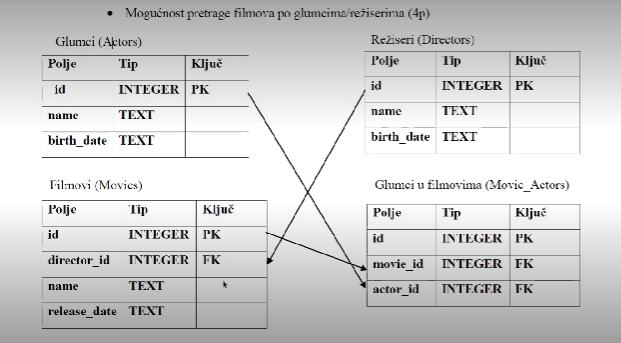 • Mogućnost pretrage filmova po glumcima/režiserima (4p)
Glumci (Actors)
Polje Tip Ključ
id INTEGER PK
name TEXT
birth_date TEXT
Režiseri (Directors)
Polje Tip Ključ
id INTEGER PK
name TEXT
birth_date TEXT
Filmovi (Movies)
Polje Tip Ključ
id INTEGER PK
director_id INTEGER FK
name TEXT
release_date TEXT
Glumci u filmovima (Movie_Actors)
Polje Tip Ključ
id INTEGER PK
movie_id INTEGER FK
actor_id INTEGER FK